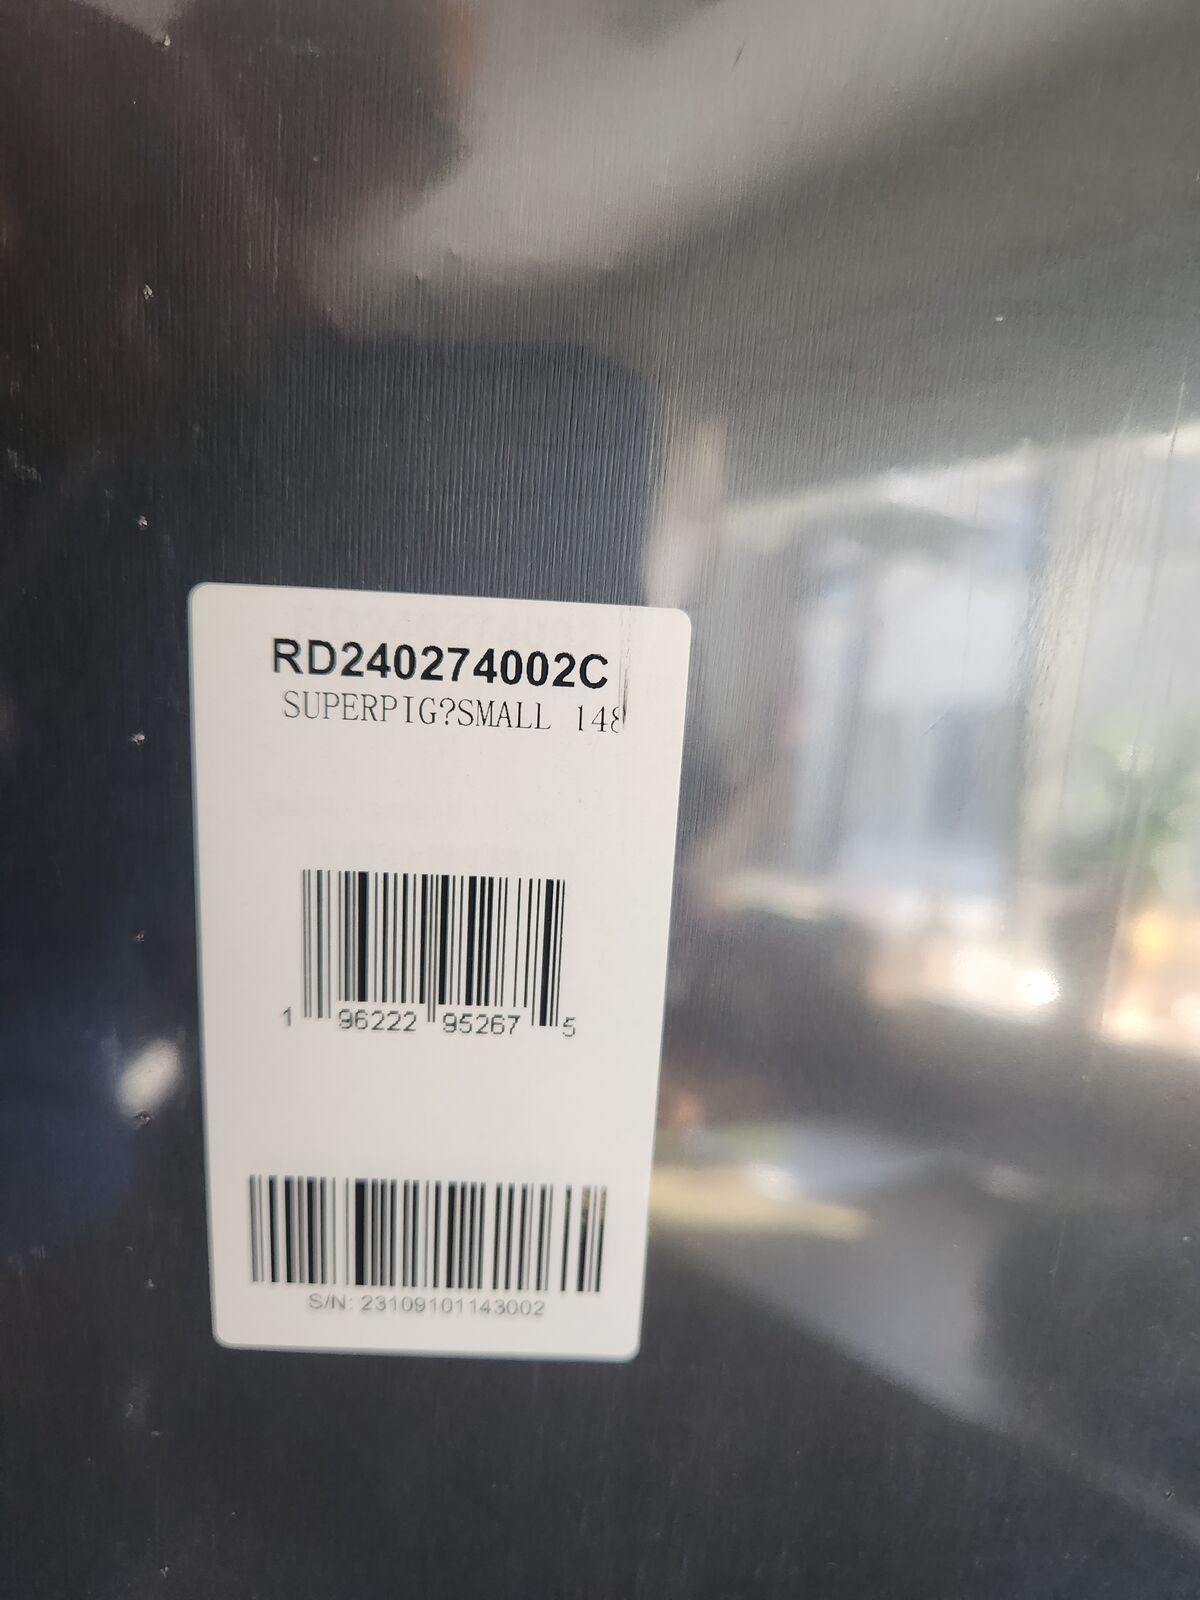 RD240274002C
SUPERPIG?SMALL 148
1 96222 95267 5
S/N: 23109101143002